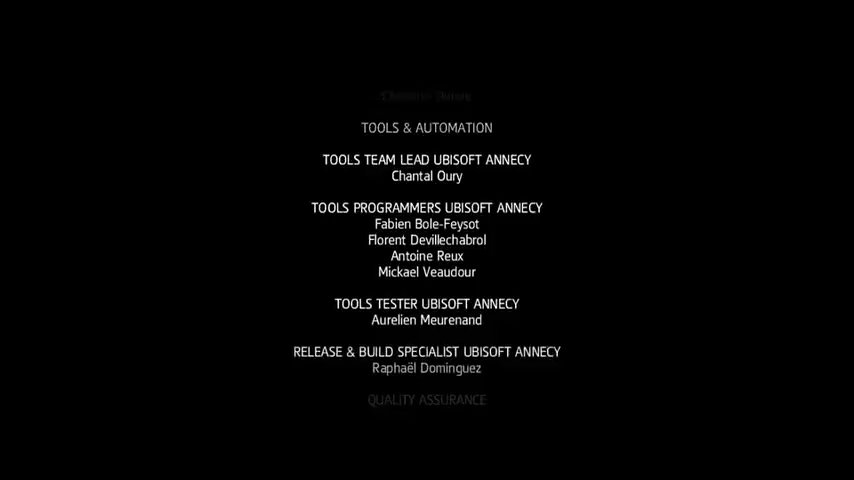 TOOLS & AUTOMATION
TOOLS TEAM LEAD UBISOFT ANNECY
Chantal Oury
TOOLS PROGRAMMERS UBISOFT ANNECY
Fabien Bole-Feysot
Florent Devillechabrol
Antoine Reux
Mickael Veaudour
TOOLS TESTER UBISOFT ANNECY
Aurelien Meurenand
RELEASE & BUILD SPECIALIST UBISOFT ANNECY
Raphaël Dominguez
QUALITY ASSURANCE